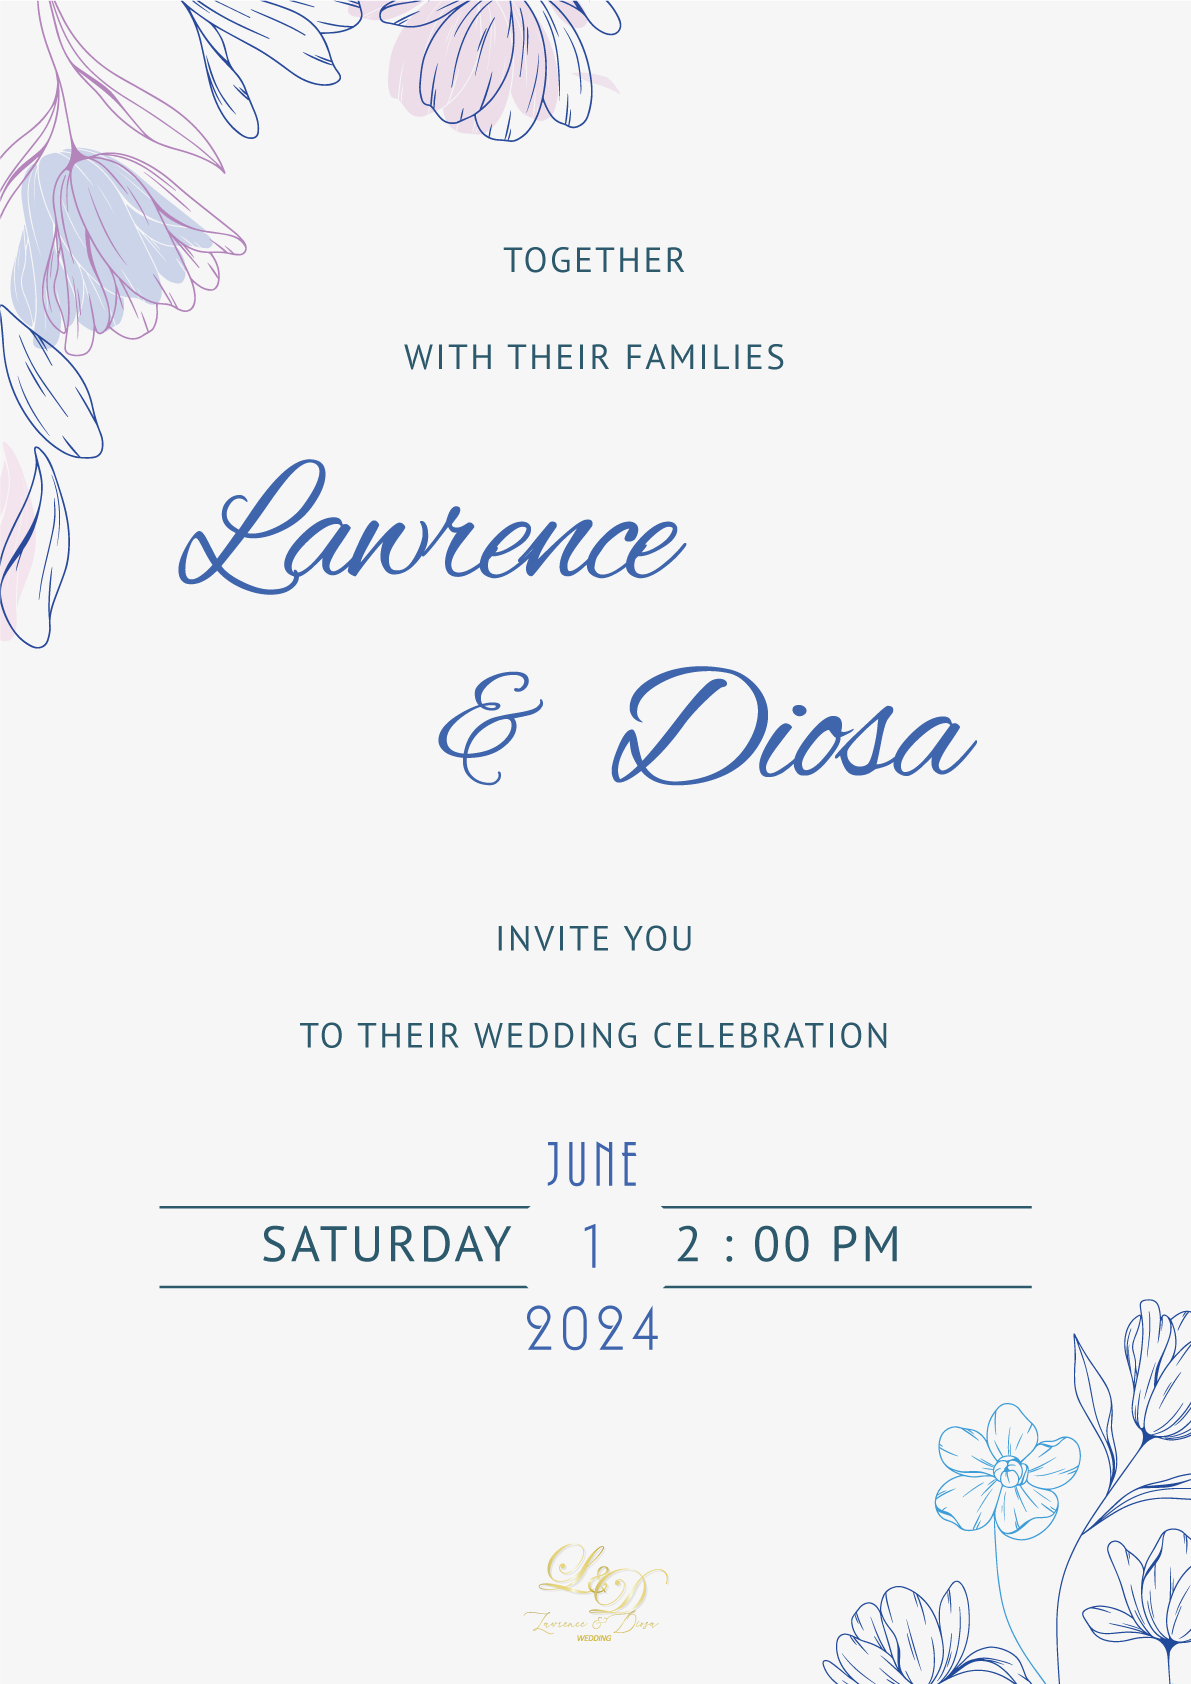 TOGETHER
WITH THEIR FAMILIES
Lawrence
& Diosa
INVITE YOU
TO THEIR WEDDING CELEBRATION
JUNE
SATURDAY 1 2 : 00 PM
2024
L&D
Lawrence & Diosa
WEDDING